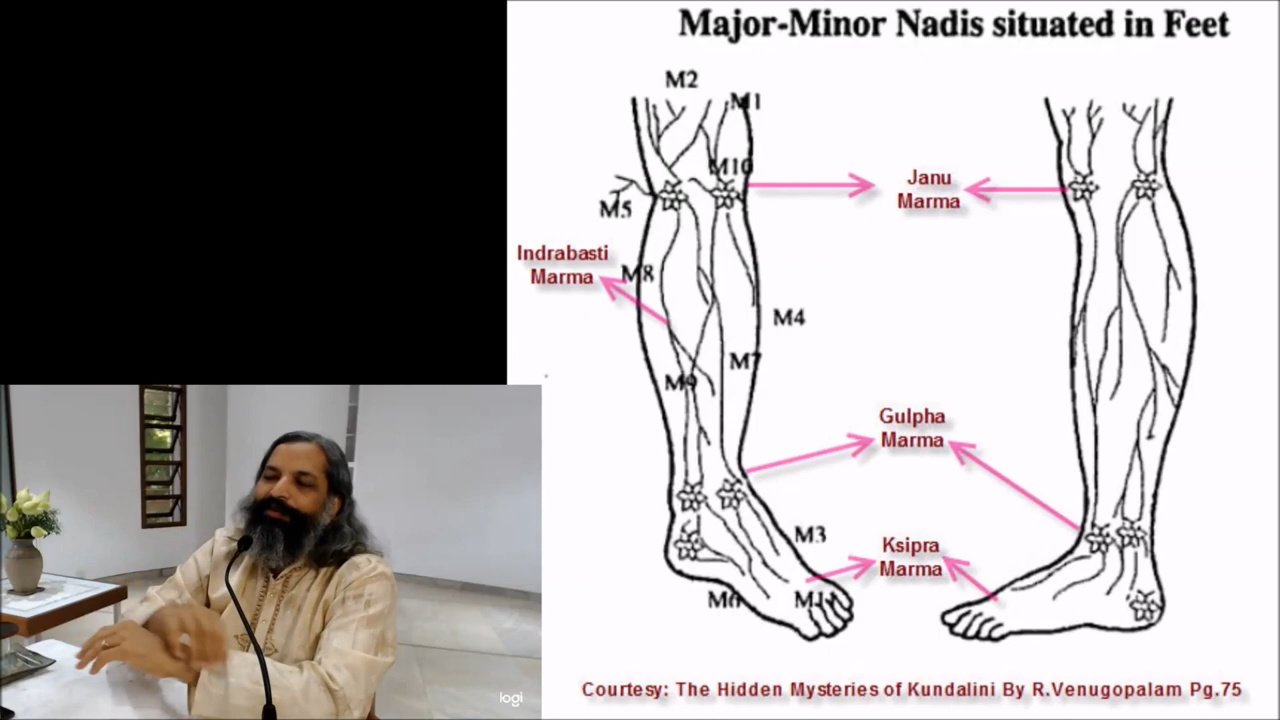 Major-Minor Nadis situated in Feet
M2
M1
M10
Janu
Marma
M5
Indrabasti
Marma
M8
M4
M7
M9
Gulpha
Marma
M3
Ksipra
Marma
M6
M11
Courtesy: The Hidden Mysteries of Kundalini By R.Venugopalam Pg.75
logi